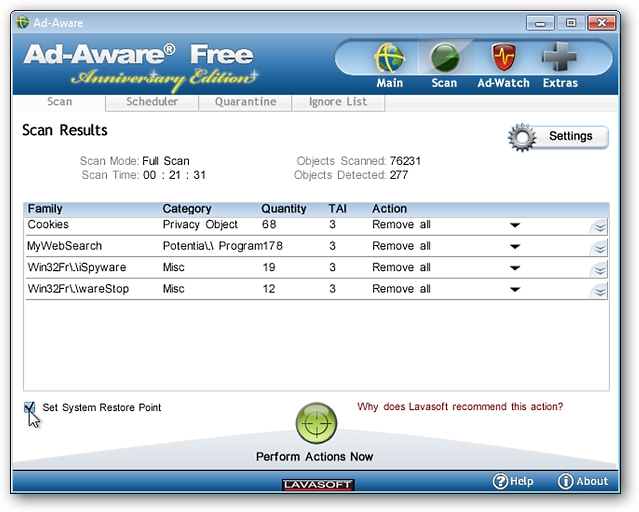 Ad-Aware
Ad-Aware® Free
Anniversary Edition
Main Scan Ad-Watch Extras
Scan Scheduler Quarantine Ignore List
Scan Results
Settings
Scan Mode: Full Scan Objects Scanned: 76231
Scan Time: 00 : 21 : 31 Objects Detected: 277
Family Category Quantity TAI Action
Cookies Privacy Object 68 3 Remove all
MyWebSearch Potentia\\ Program178 3 Remove all
Win32Fr\\iSpyware Misc 19 3 Remove all
Win32Fr\\wareStop Misc 12 3 Remove all
Set System Restore Point Why does Lavasoft recommend this action?
Perform Actions Now
LAVASOFT Help About